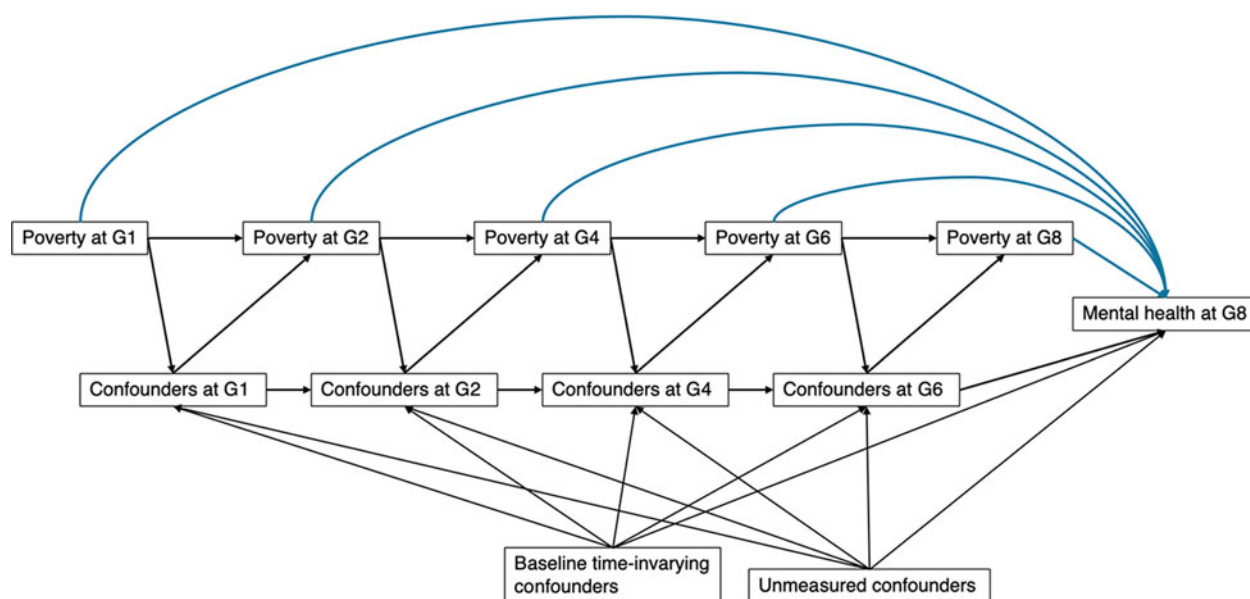 Poverty at G1
Poverty at G2
Poverty at G4
Poverty at G6
Poverty at G8
Mental health at G8
Confounders at G1
Confounders at G2
Confounders at G4
Confounders at G6
Baseline time-invarying
confounders
Unmeasured confounders